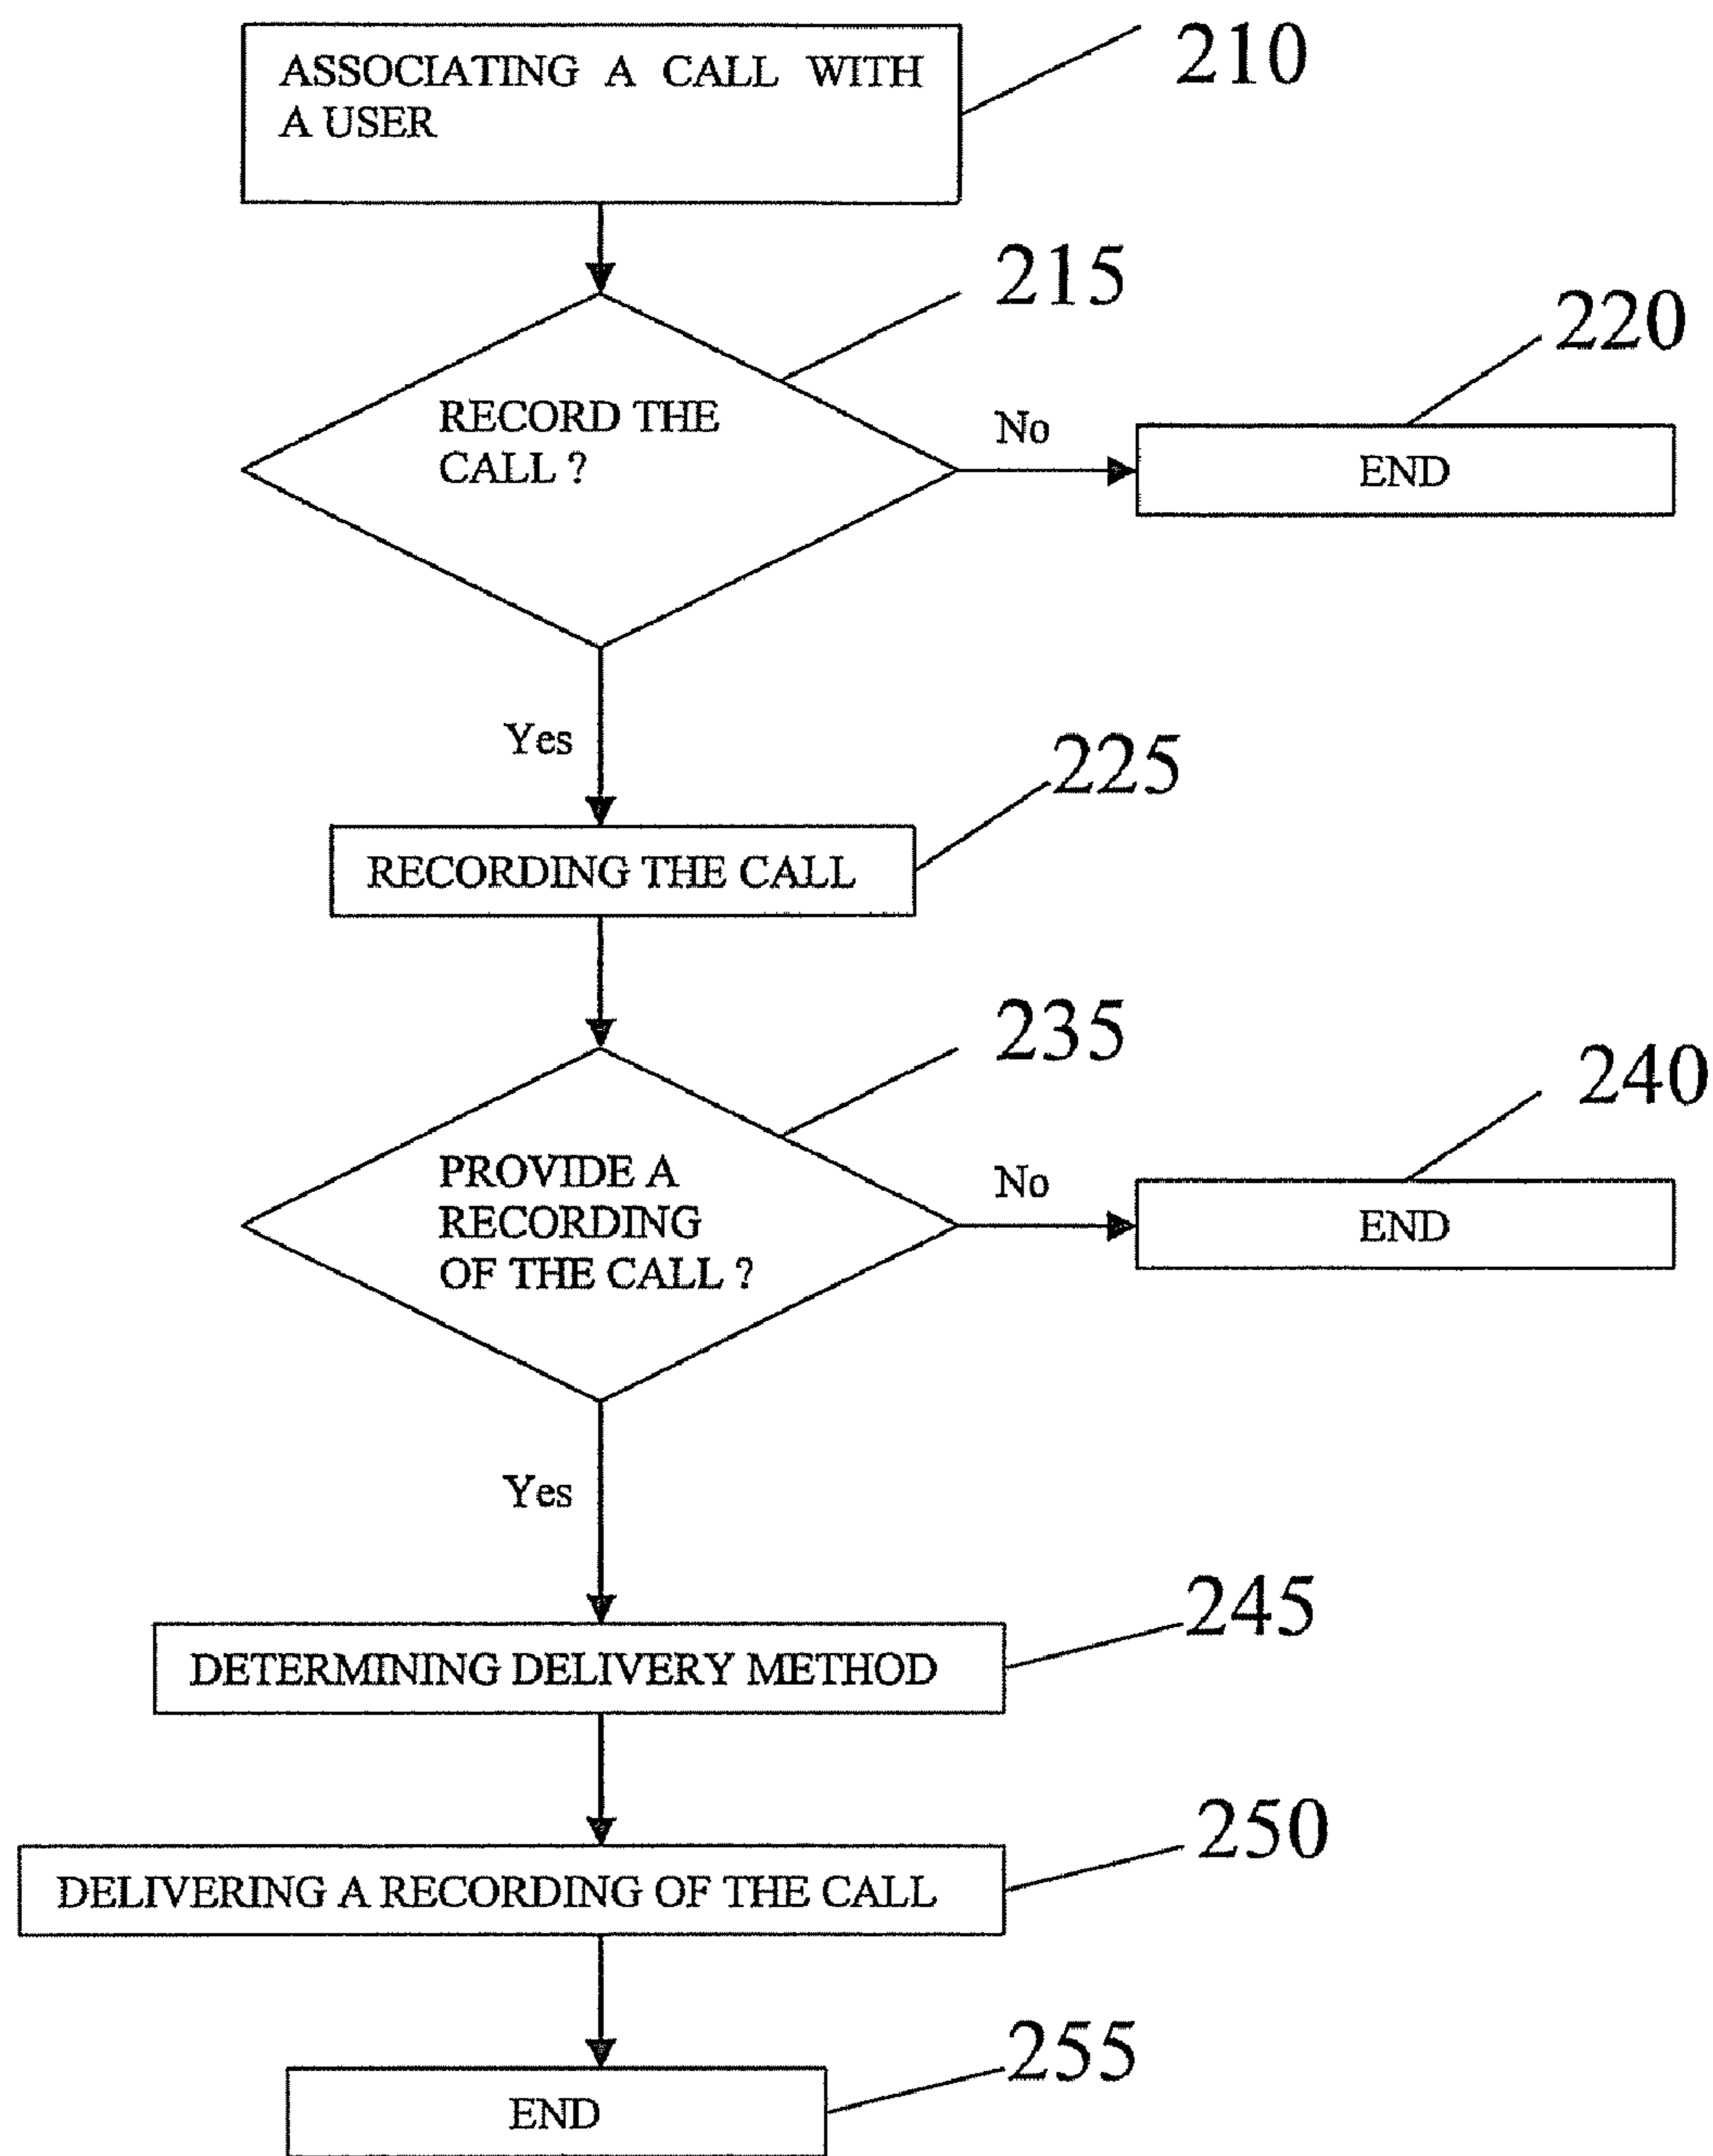 ASSOCIATING A CALL WITH
A USER
210
215
RECORD THE
CALL ?
No
220
END
Yes
225
RECORDING THE CALL
235
PROVIDE A
RECORDING
OF THE CALL ?
No
240
END
Yes
245
DETERMINING DELIVERY METHOD
250
DELIVERING A RECORDING OF THE CALL
255
END